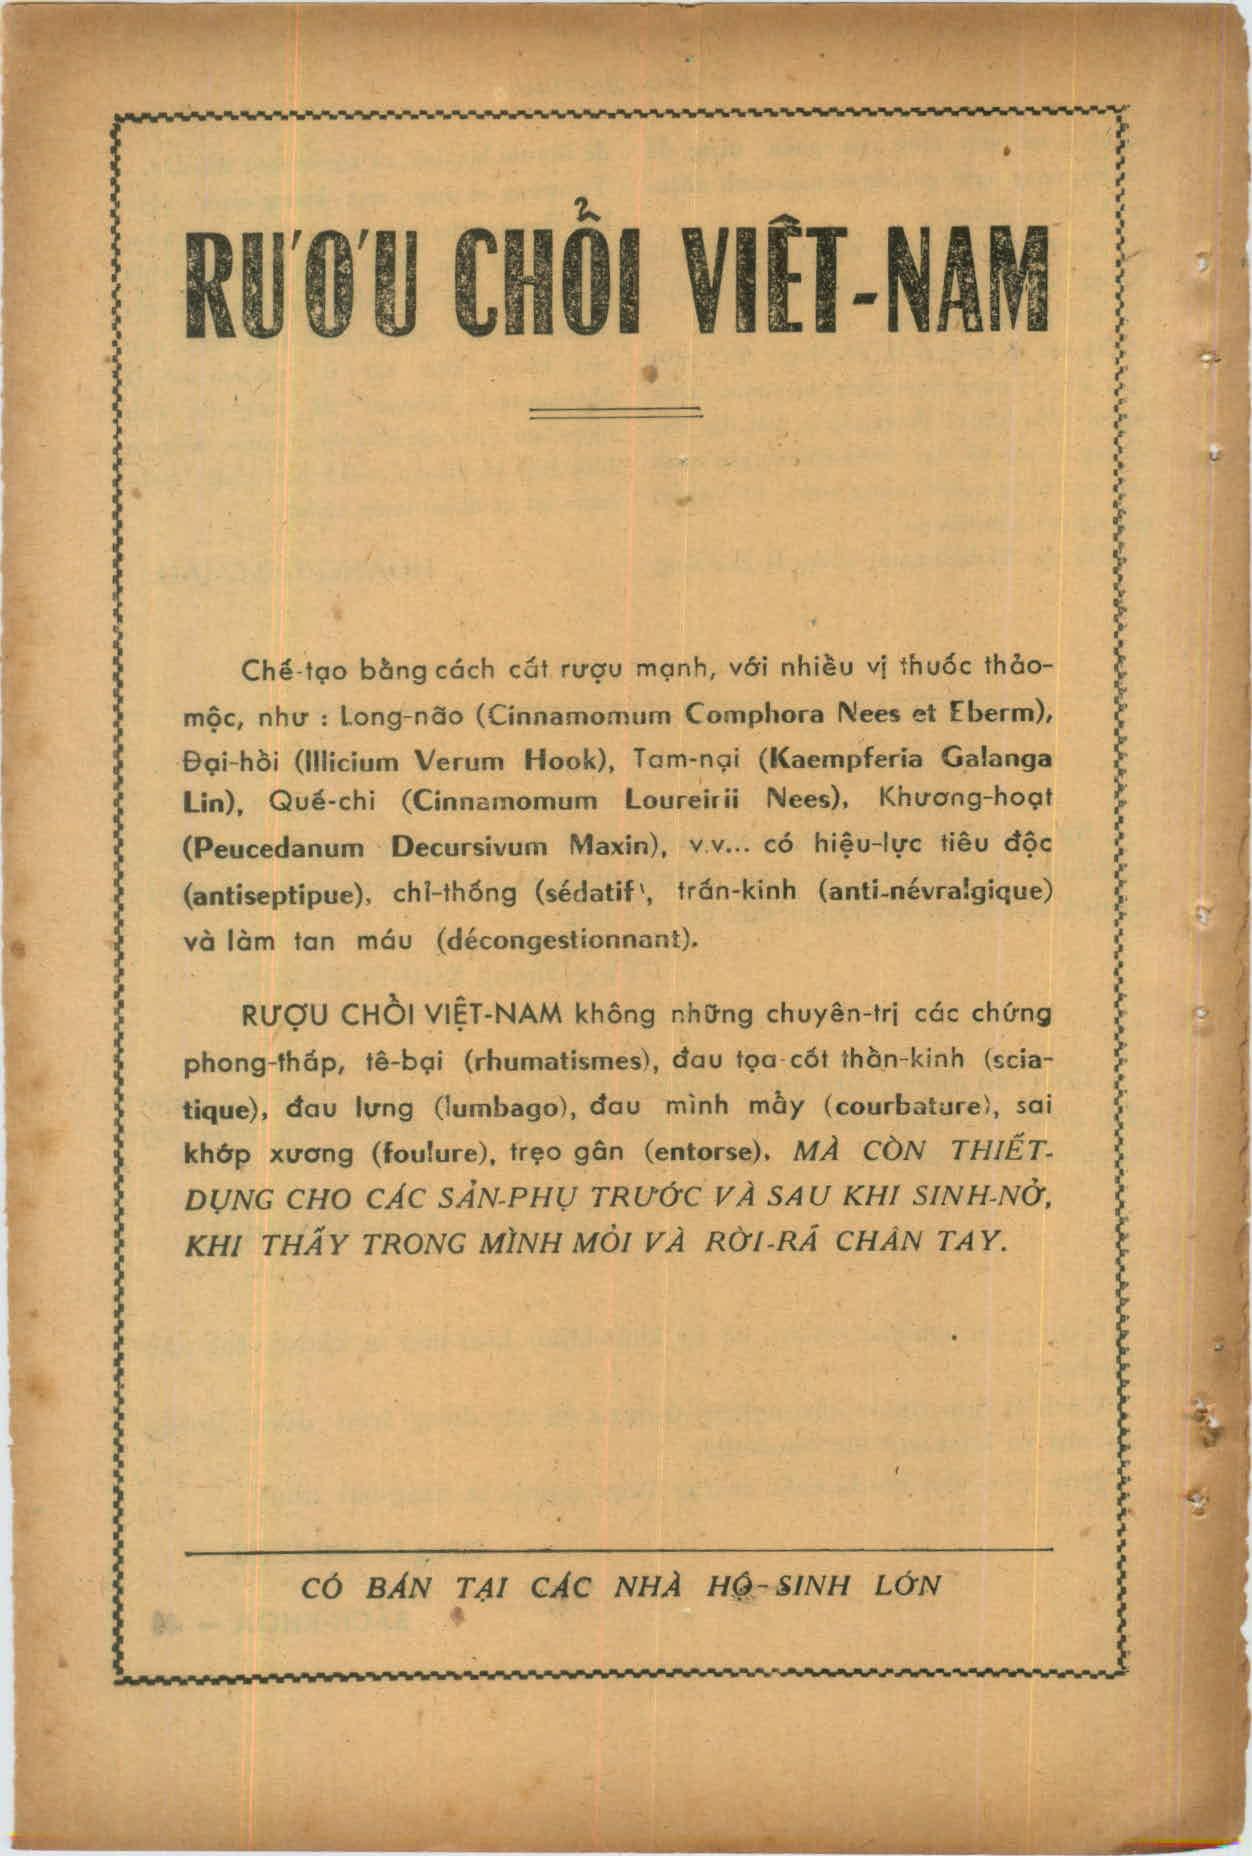 RƯƠU CHỔI VIÊT-NAM
Chế-tạo bằng cách cất rượu mạnh, với nhiều vị thuốc thảo-
mộc, như : Long-não (Cinnamomum Comphora Nees et Eberm),
Đại-hồi (Illicium Verum Hook), Tam-nại (Kaempferia Galanga
Lin), Quế-chi (Cinnamomum Loureirii Nees), Khương-hoạt
(Peucedanum Decursivum Maxin), v.v... có hiệu-lực tiêu độc
(antiseptipue), chỉ-thống (sédatif), trấn-kinh (anti-névralgique)
và làm tan máu (décongestionnant).
RƯỢU CHỔI VIỆT-NAM không những chuyên-trị các chứng
phong-thấp, tê-bại (rhumatismes), đau tọa-cốt thần-kinh (scia-
tique), đau lưng (lumbago), đau mình mẩy (courbature), sai
khớp xương (foulure), trẹo gân (entorse), MÀ CÒN THIẾT-
DỤNG CHO CÁC SẢN-PHỤ TRƯỚC VÀ SAU KHI SINH-NỞ,
KHI THẤY TRONG MÌNH MỎI VÀ RỜI-RÃ CHÂN TAY.
CÓ BÁN TẠI CÁC NHÀ HỘ-SINH LỚN